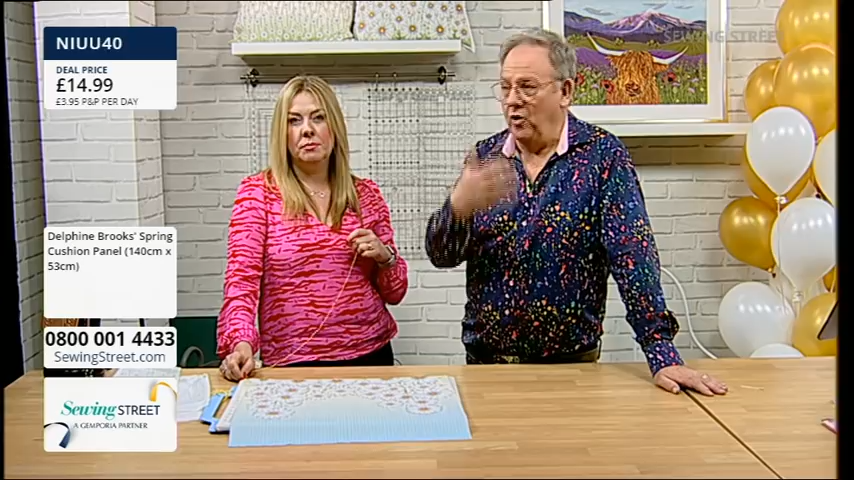 NIUU40
DEAL PRICE
£14.99
£3.95 P&P PER DAY
SEWING STREET
Delphine Brooks' Spring
Cushion Panel (140cm x
53cm)
0800 001 4433
SewingStreet.com
Sewing STREET
A GEMPORIA PARTNER